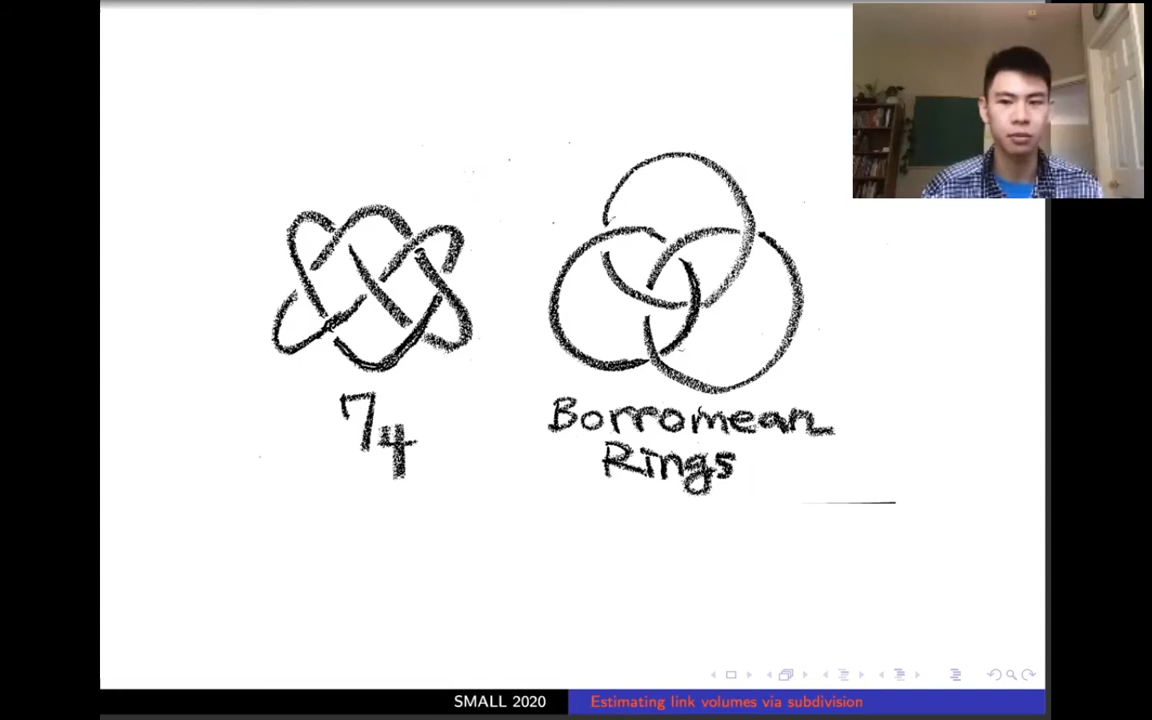 7₄
Borromean
Rings
SMALL 2020 Estimating link volumes via subdivision